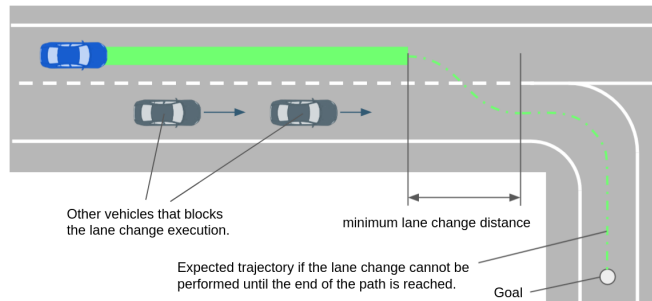 Other vehicles that blocks
the lane change execution.
minimum lane change distance
Expected trajectory if the lane change cannot be
performed until the end of the path is reached.
Goal